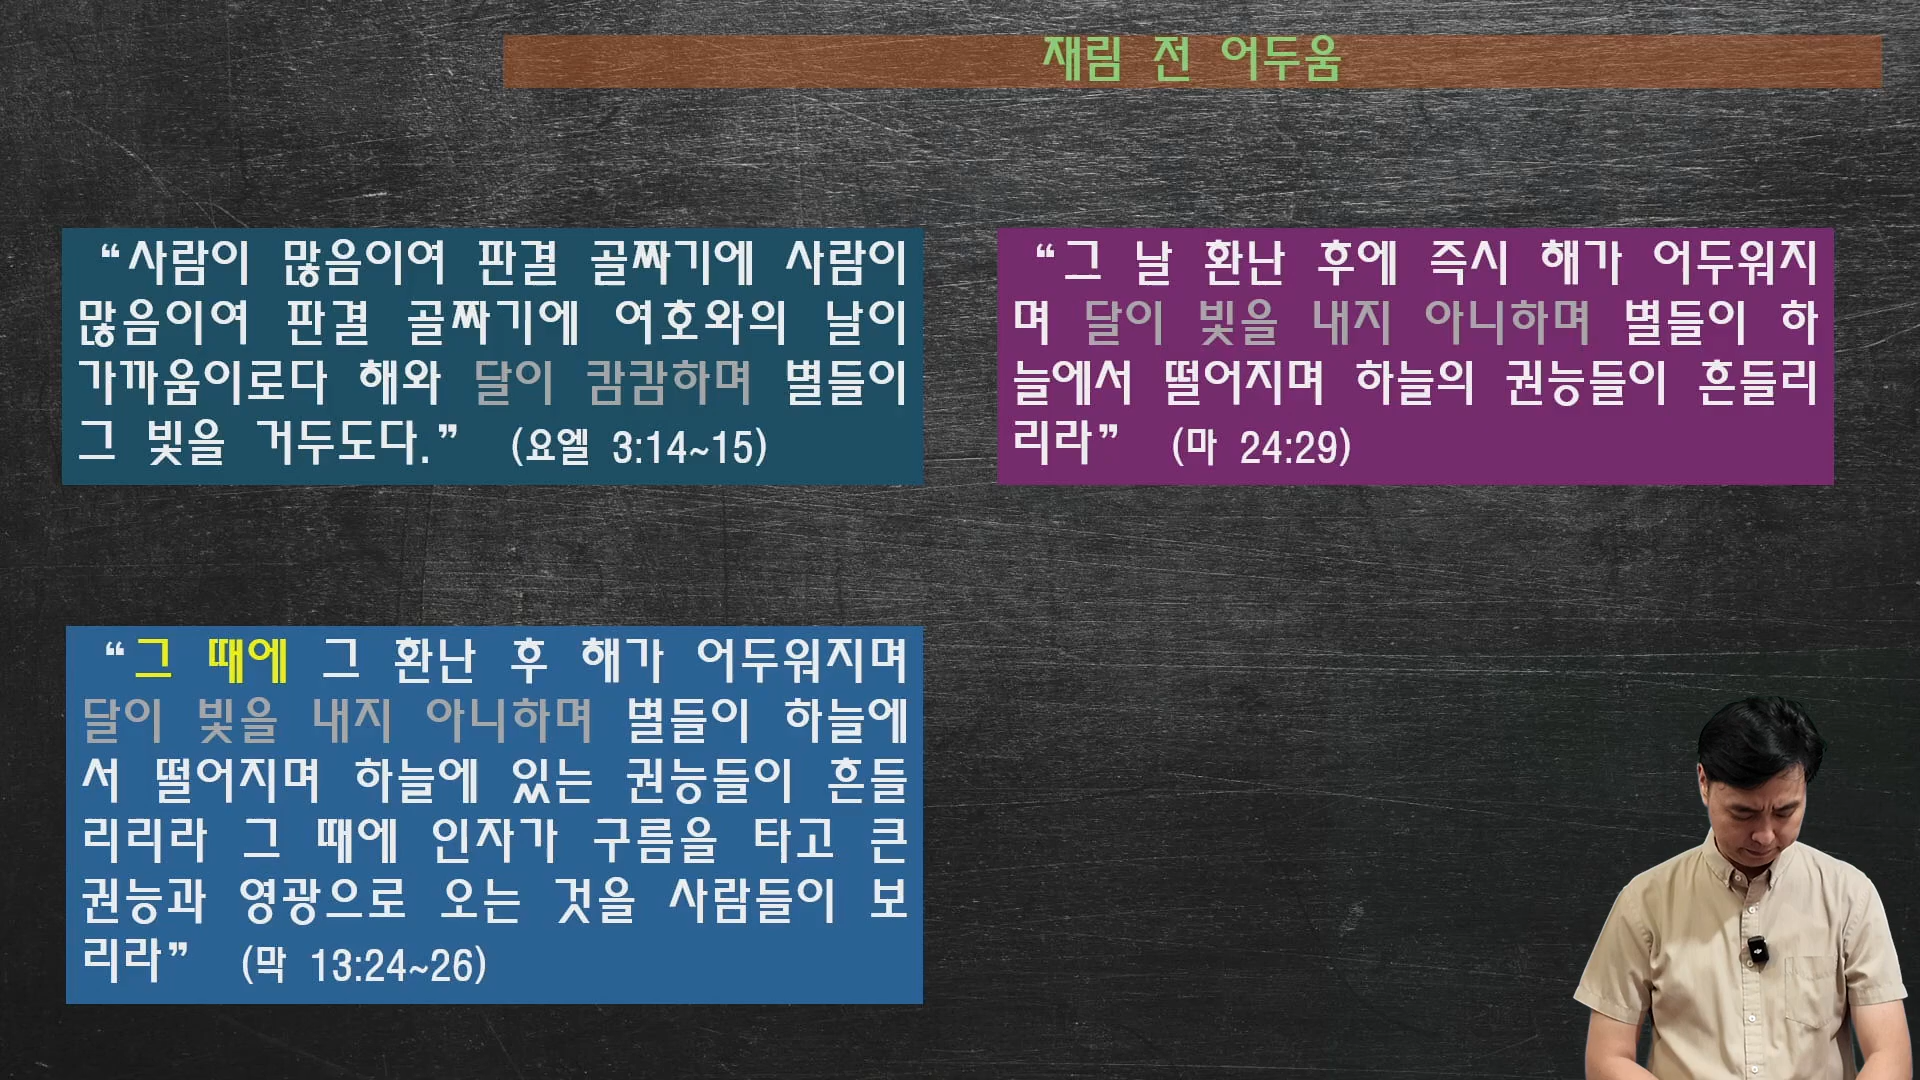 재림 전 어두움
“사람이 많음이여 판결 골짜기에 사람이
많음이여 판결 골짜기에 여호와의 날이
가까움이로다 해와 달이 캄캄하며 별들이
그 빛을 거두도다.” (요엘 3:14~15)
“그 날 환난 후에 즉시 해가 어두워지
며 달이 빛을 내지 아니하며 별들이 하
늘에서 떨어지며 하늘의 권능들이 흔들리
리라” (마 24:29)
“그 때에 그 환난 후 해가 어두워지며
달이 빛을 내지 아니하며 별들이 하늘에
서 떨어지며 하늘에 있는 권능들이 흔들
리리라 그 때에 인자가 구름을 타고 큰
권능과 영광으로 오는 것을 사람들이 보
리라” (막 13:24~26)